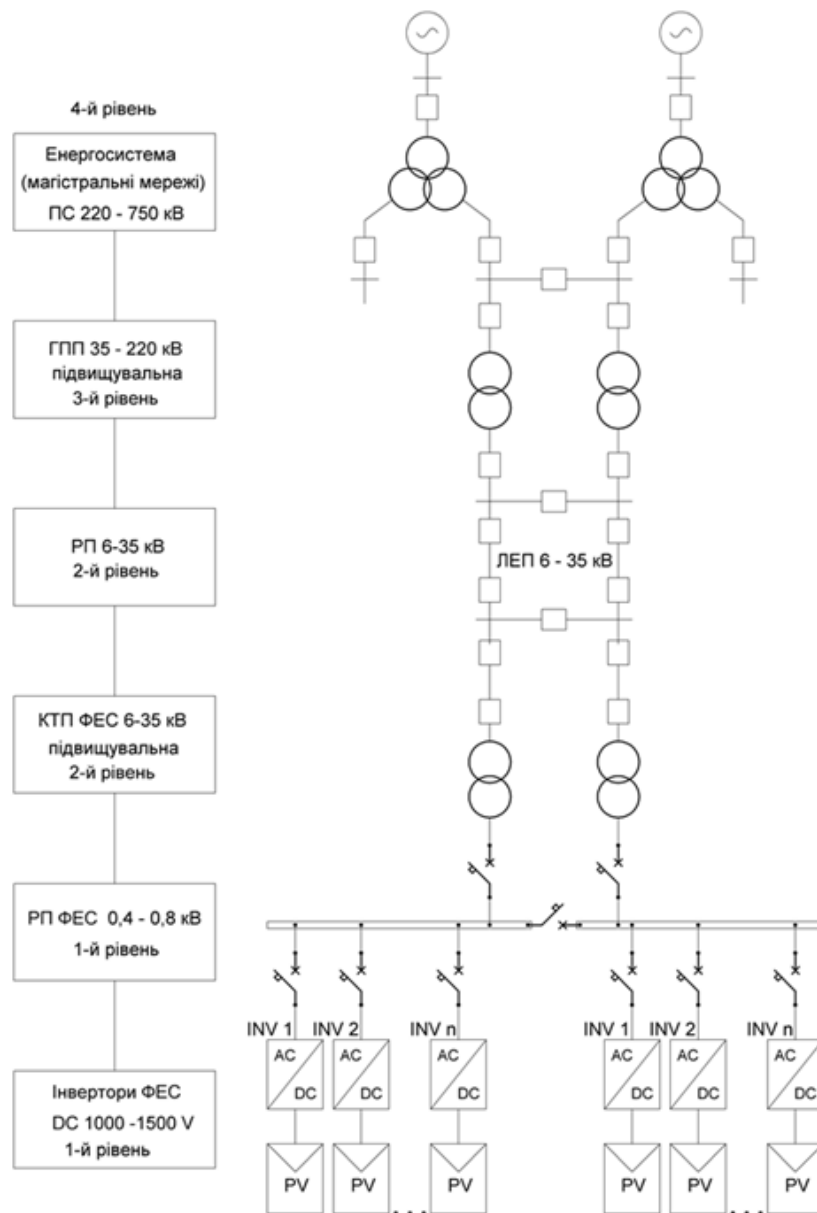 4-й рівень
Енергосистема
(магістральні мережі)
ПС 220 - 750 кВ
ГПП 35 - 220 кВ
підвищувальна
3-й рівень
РП 6-35 кВ
2-й рівень
ЛЕП 6 - 35 кВ
КТП ФЕС 6-35 кВ
підвищувальна
2-й рівень
РП ФЕС 0,4 - 0,8 кВ
1-й рівень
Інвертори ФЕС
DC 1000 -1500 V
1-й рівень
INV 1 INV 2 INV n INV 1 INV 2 INV n
AC AC AC AC AC AC
DC DC DC DC DC DC
PV PV ... PV PV PV ... PV